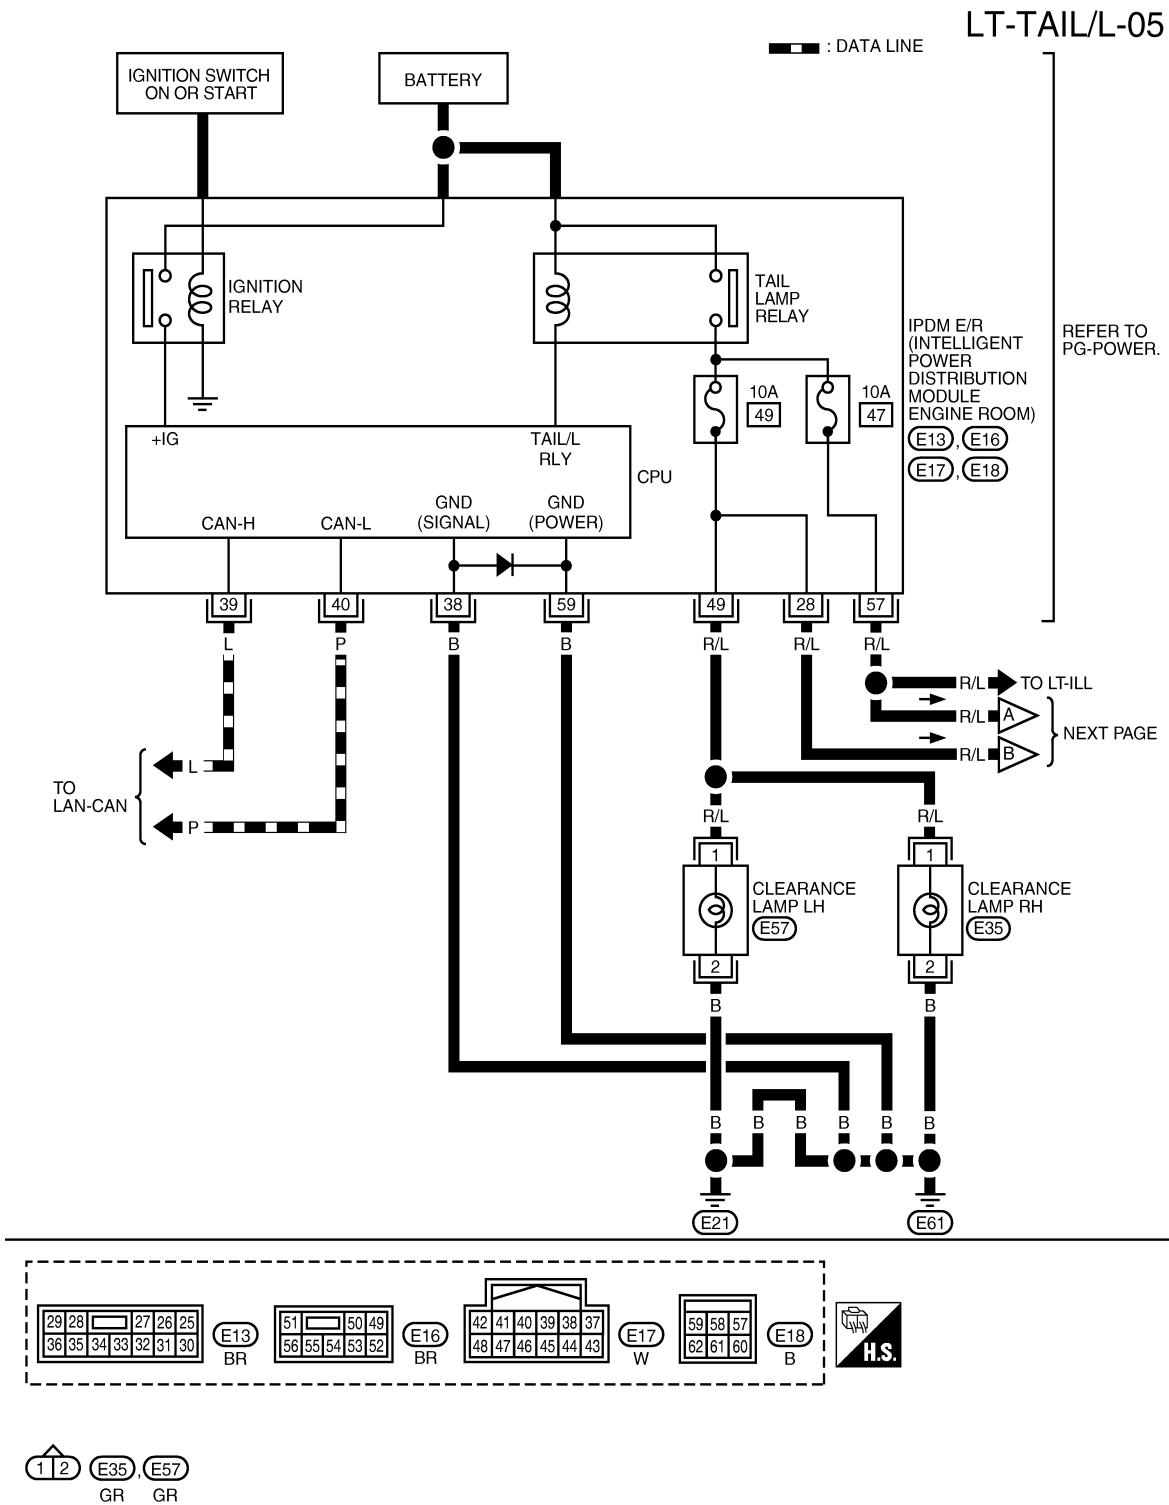 LT-TAIL/L-05
: DATA LINE
IGNITION SWITCH
ON OR START
BATTERY
IGNITION
RELAY
TAIL
LAMP
RELAY
10A
49
10A
47
IPDM E/R
(INTELLIGENT
POWER
DISTRIBUTION
MODULE
ENGINE ROOM)
E13 , E16
E17 , E18
REFER TO
PG-POWER.
+IG
TAIL/L
RLY
CPU
CAN-H
CAN-L
GND
(SIGNAL)
GND
(POWER)
39 40 38 59 49 28 57
L P B B R/L R/L R/L
R/L TO LT-ILL
R/L A
R/L B
NEXT PAGE
TO
LAN-CAN
L
P
R/L R/L
1 1
CLEARANCE
LAMP LH
E57
CLEARANCE
LAMP RH
E35
2 2
B B
B B B B B B
E21 E61
29 28 27 26 25
36 35 34 33 32 31 30
E13
BR
51 50 49
56 55 54 53 52
E16
BR
42 41 40 39 38 37
48 47 46 45 44 43
E17
W
59 58 57
62 61 60
E18
B
H.S.
1 2 E35 , E57
GR GR